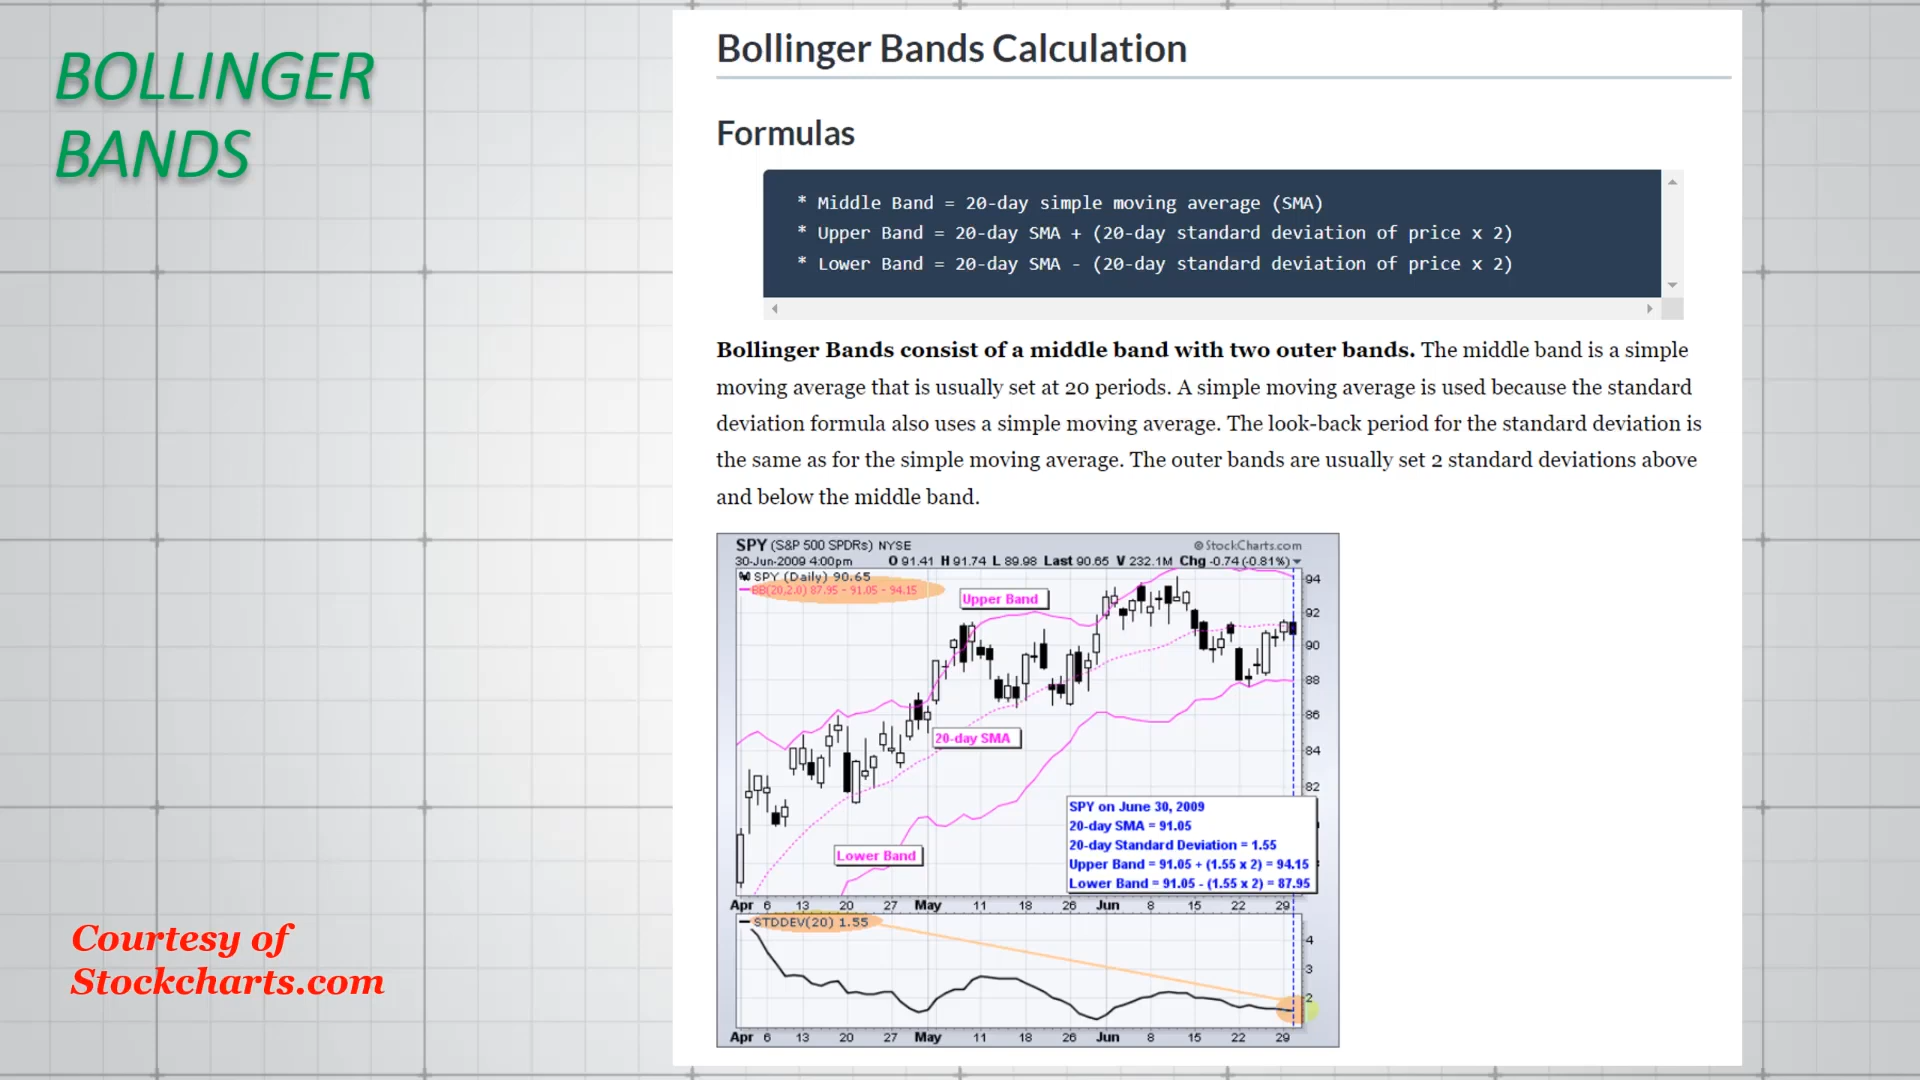 BOLLINGER
BANDS
Courtesy of
Stockcharts.com
Bollinger Bands Calculation
Formulas
* Middle Band = 20-day simple moving average (SMA)
* Upper Band = 20-day SMA + (20-day standard deviation of price x 2)
* Lower Band = 20-day SMA - (20-day standard deviation of price x 2)
Bollinger Bands consist of a middle band with two outer bands. The middle band is a simple
moving average that is usually set at 20 periods. A simple moving average is used because the standard
deviation formula also uses a simple moving average. The look-back period for the standard deviation is
the same as for the simple moving average. The outer bands are usually set 2 standard deviations above
and below the middle band.
SPY (S&P 500 SPDRs) NYSE
© StockCharts.com
30-Jun-2009 4:00pm
O 91.41 H 91.74 L 89.98 Last 90.65 V 232.1M Chg -0.74 (-0.81%)
SPY (Daily) 90.65
BB(20,2.0) 87.95 - 91.05 - 94.15
Upper Band
20-day SMA
Lower Band
94
92
90
88
86
84
82
SPY on June 30, 2009
20-day SMA = 91.05
20-day Standard Deviation = 1.55
Upper Band = 91.05 + (1.55 x 2) = 94.15
Lower Band = 91.05 - (1.55 x 2) = 87.95
Apr 6 13 20 27 May 11 18 26 Jun 8 15 22 29
STDDEV(20) 1.55
4
3
2
Apr 6 13 20 27 May 11 18 26 Jun 8 15 22 29